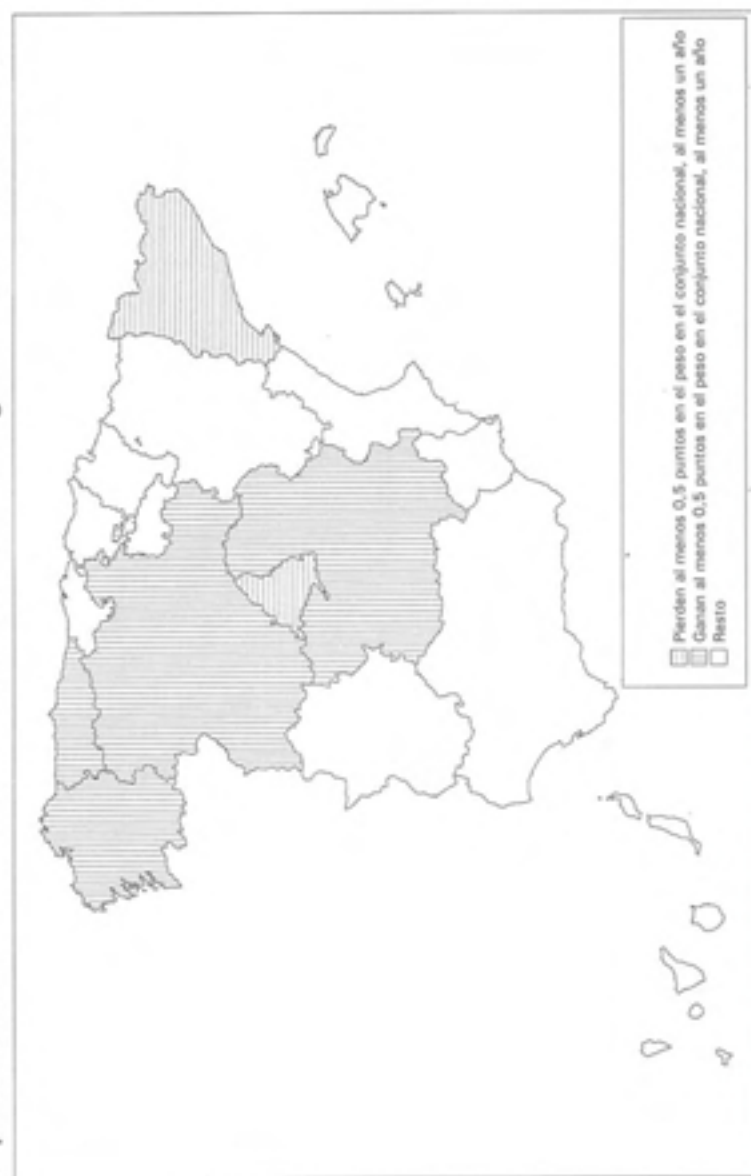 Pierden al menos 0,5 puntos en el peso en el conjunto nacional, al menos un año
Ganan al menos 0,5 puntos en el peso en el conjunto nacional, al menos un año
Resto